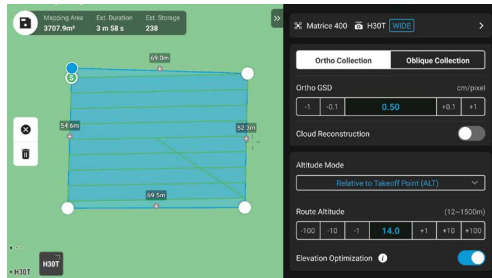 Mapping Area Est. Duration Est. Storage
3707.9m² 3 m 58 s 238
69.0m
S
54.6m
52.3m
69.5m
H30T
H30T
Matrice 400 H30T WIDE
Ortho Collection Oblique Collection
Ortho GSD cm/pixel
-1 -0.1 0.50 +0.1 +1
Cloud Reconstruction
Altitude Mode
Relative to Takeoff Point (ALT)
Route Altitude (12~1500m)
-100 -10 -1 14.0 +1 +10 +100
Elevation Optimization